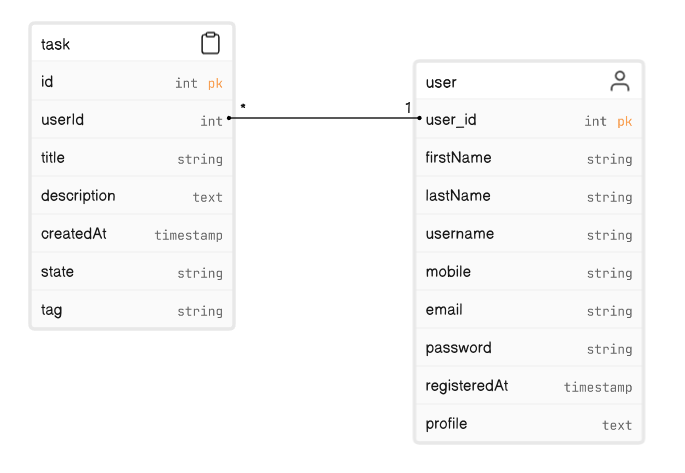 task
id int pk
userId int
title string
description text
createdAt timestamp
state string
tag string
* 1
user
user_id int pk
firstName string
lastName string
username string
mobile string
email string
password string
registeredAt timestamp
profile text